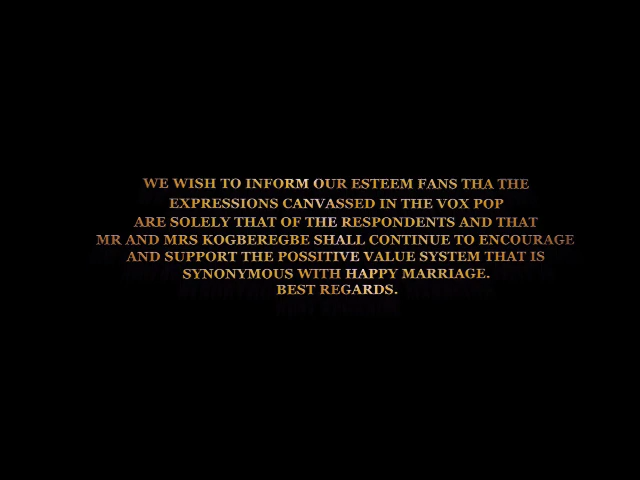 WE WISH TO INFORM OUR ESTEEM FANS THA THE
EXPRESSIONS CANVASSED IN THE VOX POP
ARE SOLELY THAT OF THE RESPONDENTS AND THAT
MR AND MRS KOGBEREGBE SHALL CONTINUE TO ENCOURAGE
AND SUPPORT THE POSSITIVE VALUE SYSTEM THAT IS
SYNONYMOUS WITH HAPPY MARRIAGE.
BEST REGARDS.